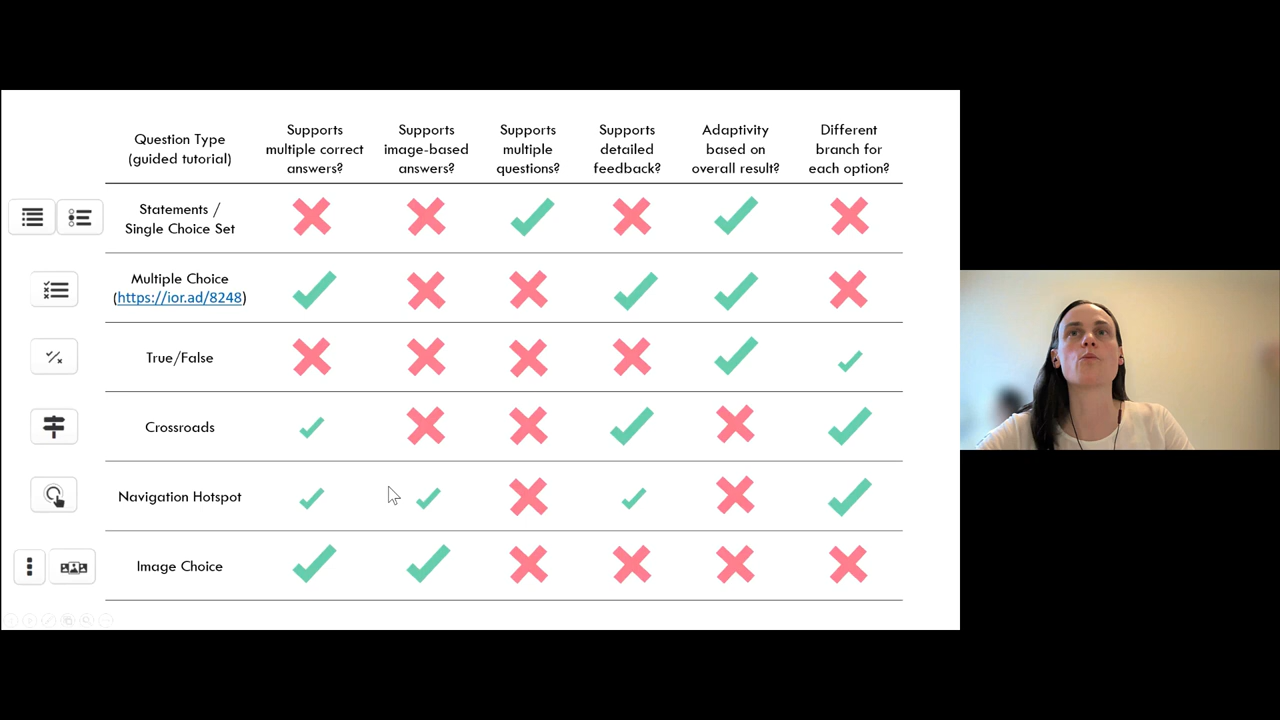 Question Type
(guided tutorial)
Supports
multiple correct
answers?
Supports
image-based
answers?
Supports
multiple
questions?
Supports
detailed
feedback?
Adaptivity
based on
overall result?
Different
branch for
each option?
Statements /
Single Choice Set
Multiple Choice
(https://ior.ad/8248)
True/False
Crossroads
Navigation Hotspot
Image Choice